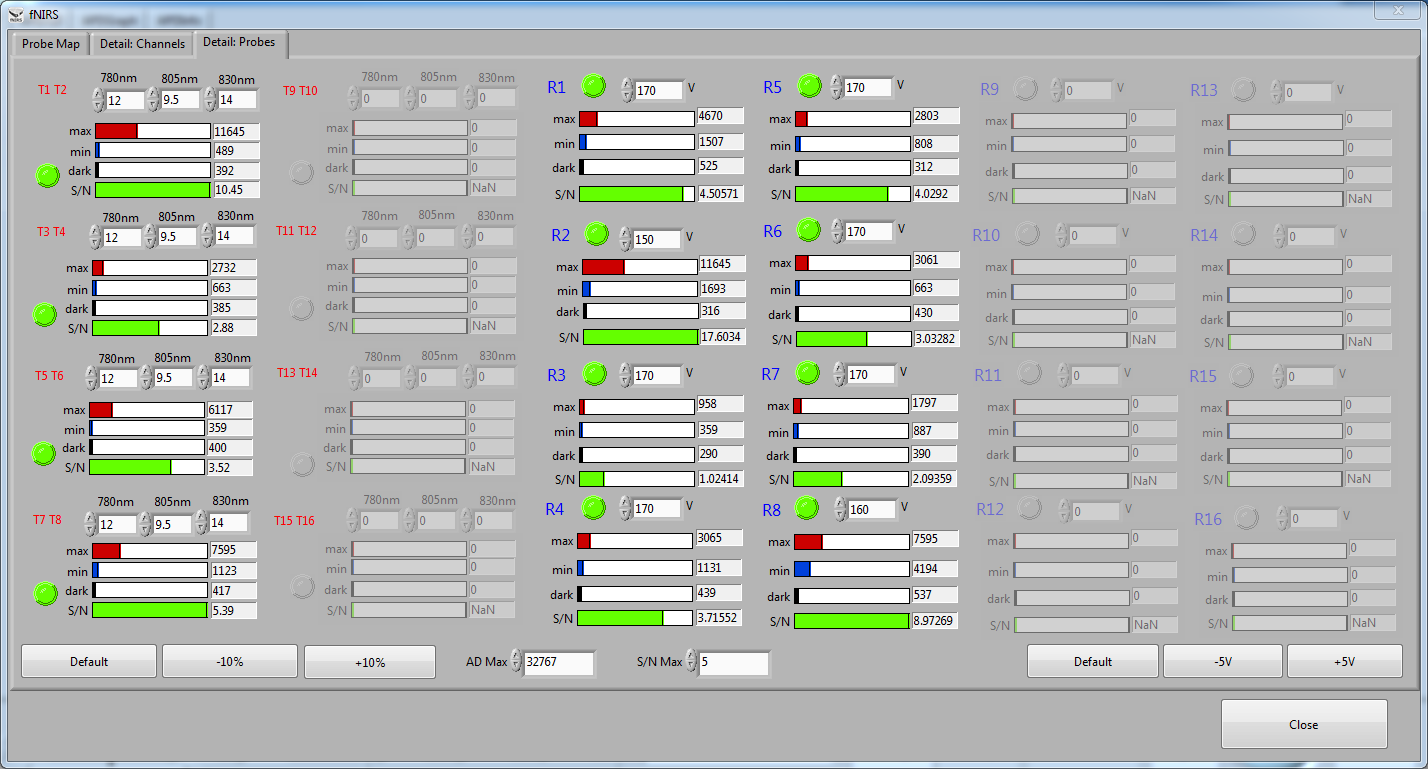 fNIRS
Probe Map
Detail: Channels
Detail: Probes
T1 T2
780nm 805nm 830nm
12 9.5 14
max 11645
min 489
dark 392
S/N 10.45
T3 T4
780nm 805nm 830nm
12 9.5 14
max 2732
min 663
dark 385
S/N 2.88
T5 T6
780nm 805nm 830nm
12 9.5 14
max 6117
min 359
dark 400
S/N 3.52
T7 T8
780nm 805nm 830nm
12 9.5 14
max 7595
min 1123
dark 417
S/N 5.39
T9 T10
780nm 805nm 830nm
0 0 0
max 0
min 0
dark 0
S/N NaN
T11 T12
780nm 805nm 830nm
0 0 0
max 0
min 0
dark 0
S/N NaN
T13 T14
780nm 805nm 830nm
0 0 0
max 0
min 0
dark 0
S/N NaN
T15 T16
780nm 805nm 830nm
0 0 0
max 0
min 0
dark 0
S/N NaN
R1 170 V
max 4670
min 1507
dark 525
S/N 4.50571
R2 150 V
max 11645
min 1693
dark 316
S/N 17.6034
R3 170 V
max 958
min 359
dark 290
S/N 1.02414
R4 170 V
max 3065
min 1131
dark 439
S/N 3.71552
R5 170 V
max 2803
min 808
dark 312
S/N 4.0292
R6 170 V
max 3061
min 663
dark 430
S/N 3.03282
R7 170 V
max 1797
min 887
dark 390
S/N 2.09359
R8 160 V
max 7595
min 4194
dark 537
S/N 8.97269
R9 0 V
max 0
min 0
dark 0
S/N NaN
R10 0 V
max 0
min 0
dark 0
S/N NaN
R11 0 V
max 0
min 0
dark 0
S/N NaN
R12 0 V
max 0
min 0
dark 0
S/N NaN
R13 0 V
max 0
min 0
dark 0
S/N NaN
R14 0 V
max 0
min 0
dark 0
S/N NaN
R15 0 V
max 0
min 0
dark 0
S/N NaN
R16 0 V
max 0
min 0
dark 0
S/N NaN
Default
-10%
+10%
AD Max 32767
S/N Max 5
Default
-5V
+5V
Close